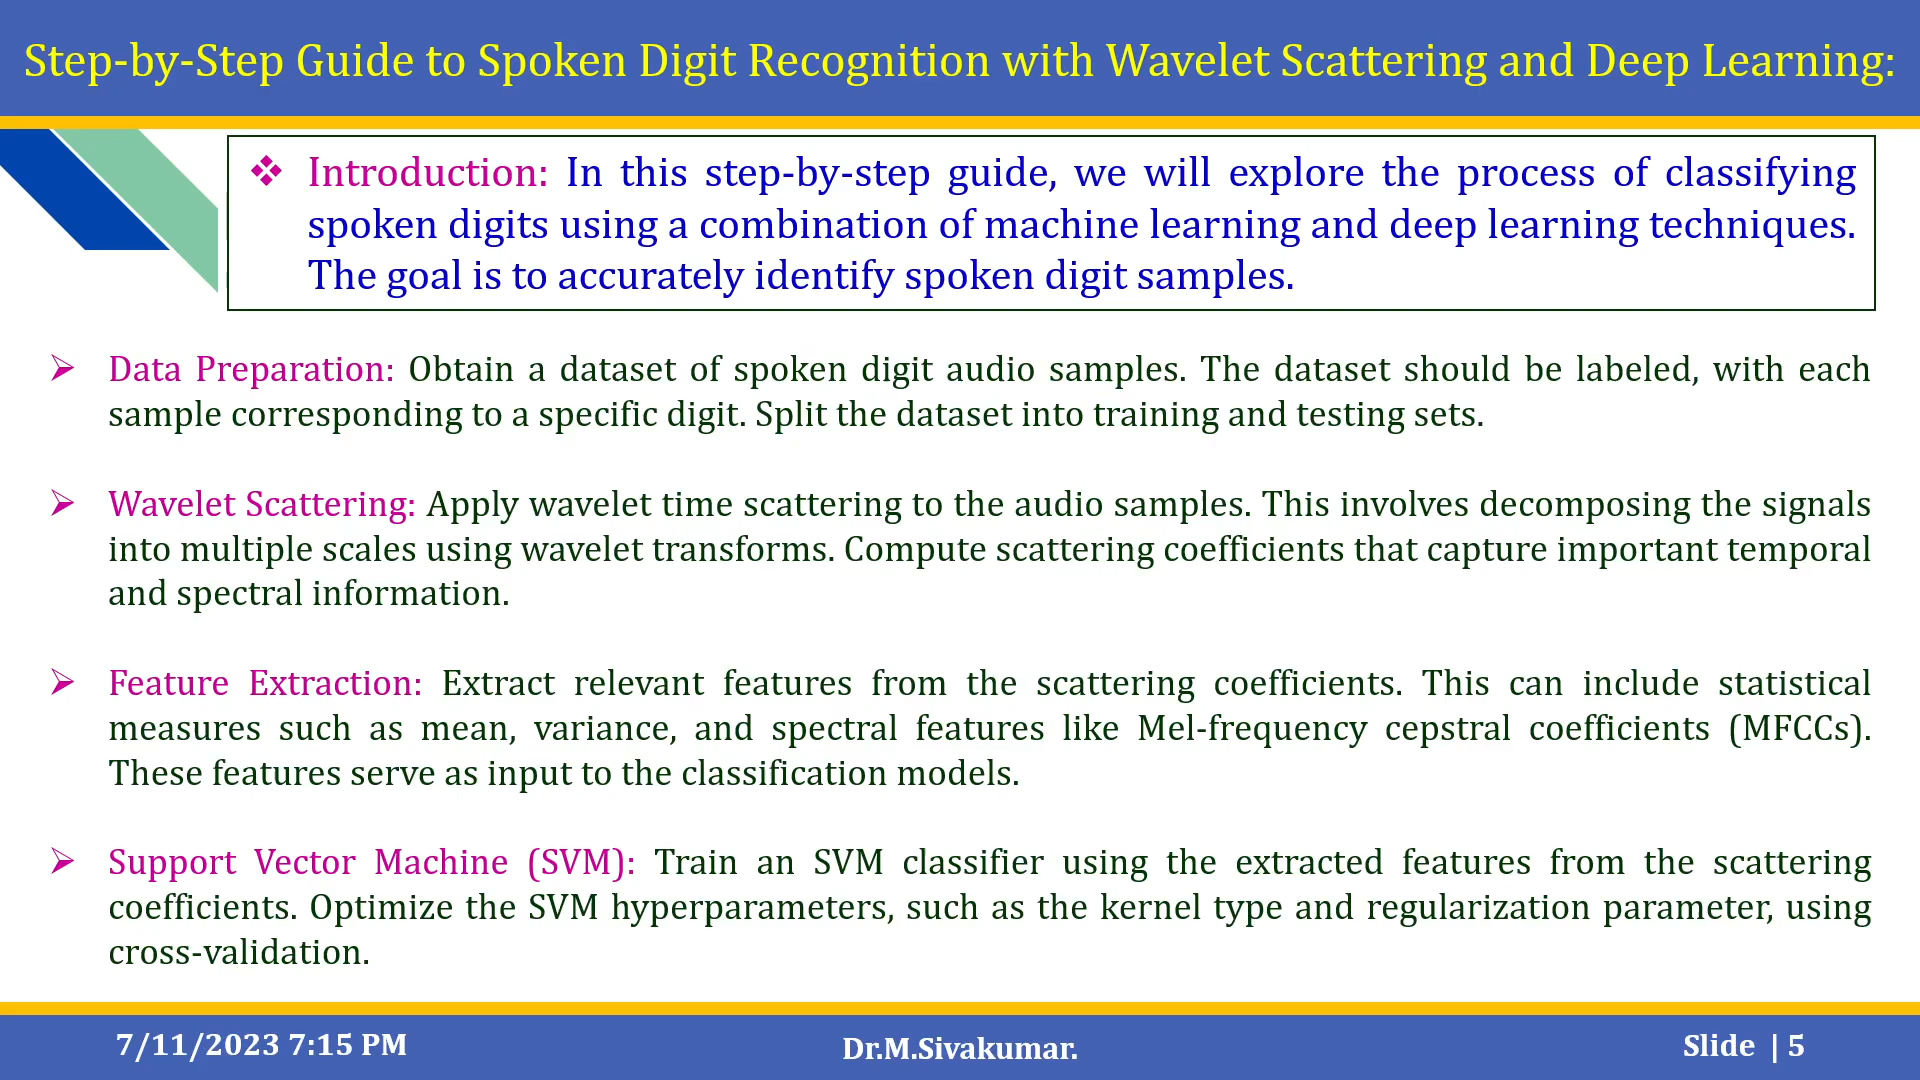 Step-by-Step Guide to Spoken Digit Recognition with Wavelet Scattering and Deep Learning:
❖ Introduction: In this step-by-step guide, we will explore the process of classifying
spoken digits using a combination of machine learning and deep learning techniques.
The goal is to accurately identify spoken digit samples.
➢ Data Preparation: Obtain a dataset of spoken digit audio samples. The dataset should be labeled, with each
sample corresponding to a specific digit. Split the dataset into training and testing sets.
➢ Wavelet Scattering: Apply wavelet time scattering to the audio samples. This involves decomposing the signals
into multiple scales using wavelet transforms. Compute scattering coefficients that capture important temporal
and spectral information.
➢ Feature Extraction: Extract relevant features from the scattering coefficients. This can include statistical
measures such as mean, variance, and spectral features like Mel-frequency cepstral coefficients (MFCCs).
These features serve as input to the classification models.
➢ Support Vector Machine (SVM): Train an SVM classifier using the extracted features from the scattering
coefficients. Optimize the SVM hyperparameters, such as the kernel type and regularization parameter, using
cross-validation.
7/11/2023 7:15 PM
Dr.M.Sivakumar.
Slide | 5